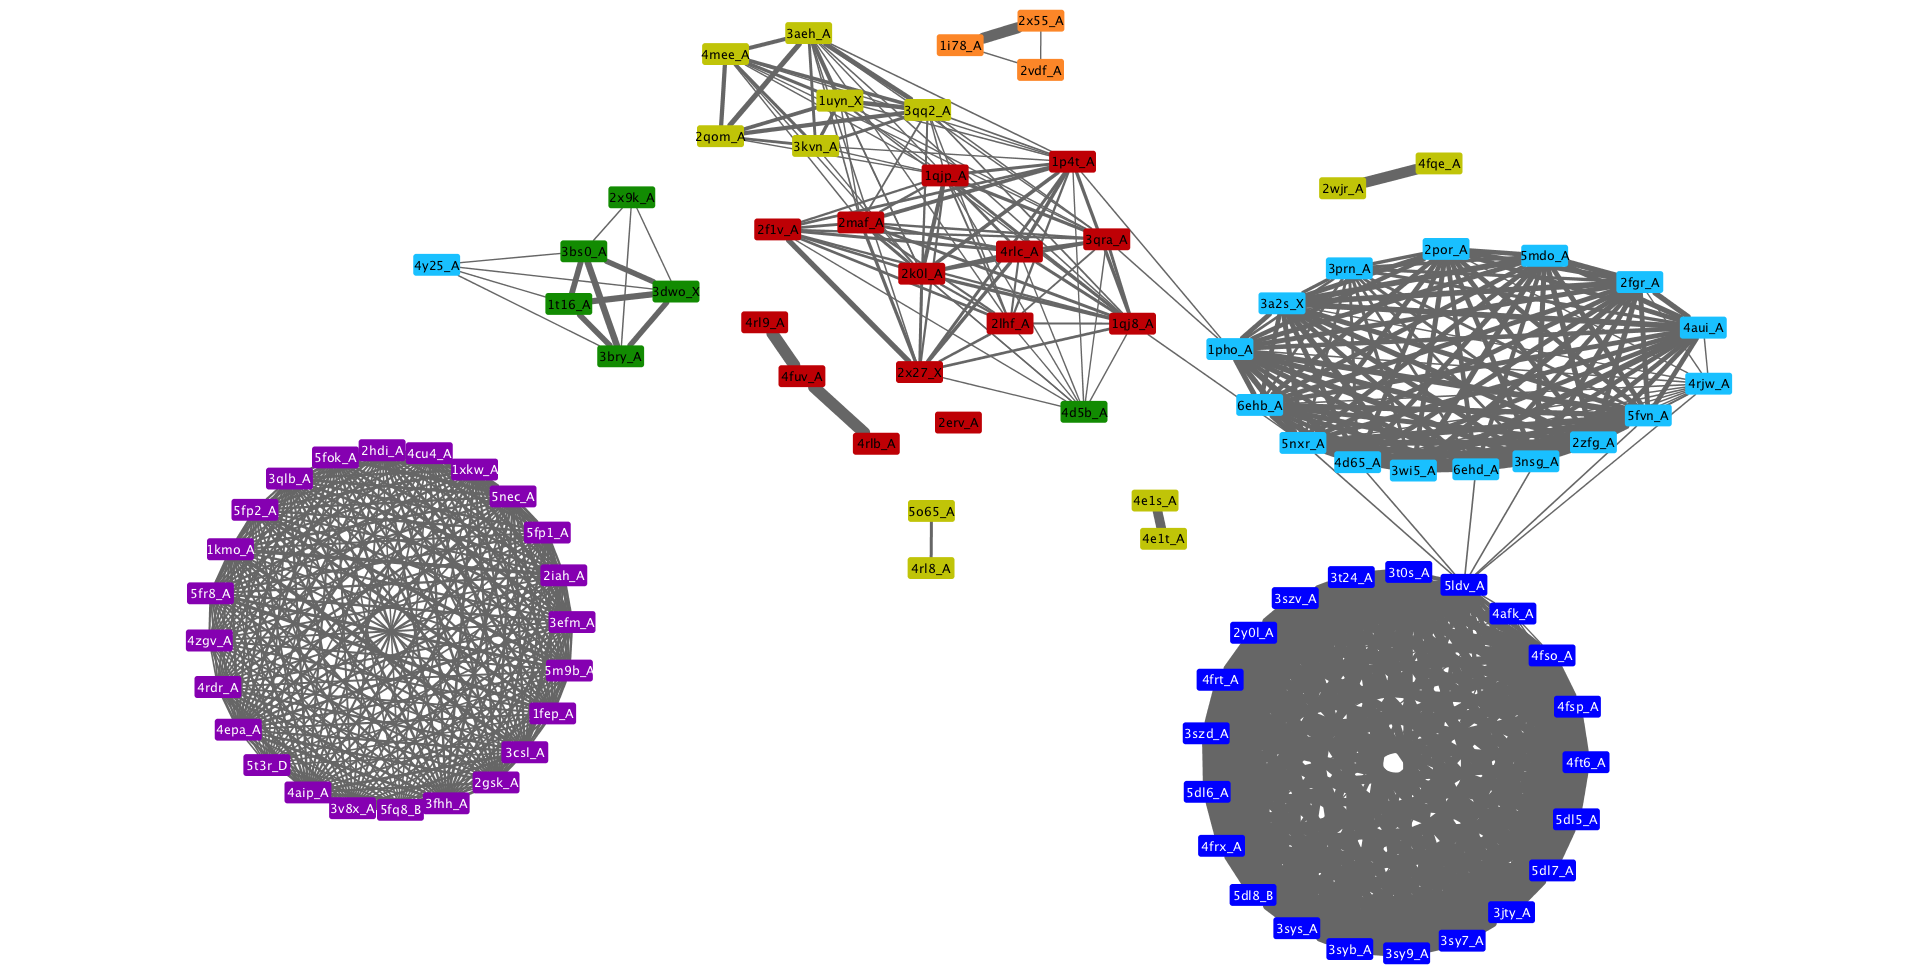 2x55_A
1i78_A
2vdf_A
3aeh_A
4mee_A
1uyn_X
3qq2_A
2qom_A
3kvn_A
1p4t_A
1qjp_A
2maf_A
2f1v_A
4rlc_A
3qra_A
2k0l_A
2lhf_A
1qj8_A
2x27_X
4d5b_A
2erv_A
4rl9_A
4fuv_A
4rlb_A
2x9k_A
3bs0_A
4y25_A
3dwo_X
1t16_A
3bry_A
4fqe_A
2wjr_A
2por_A
5mdo_A
3prn_A
2fgr_A
3a2s_X
4aui_A
1pho_A
4rjw_A
6ehb_A
5fvn_A
5nxr_A
2zfg_A
4d65_A
3wi5_A
6ehd_A
3nsg_A
5o65_A
4rl8_A
4e1s_A
4e1t_A
2hdi_A
4cu4_A
5fok_A
1xkw_A
3qlb_A
5nec_A
5fp2_A
5fp1_A
1kmo_A
2iah_A
5fr8_A
3efm_A
4zgv_A
5m9b_A
4rdr_A
1fep_A
4epa_A
3csl_A
5t3r_D
2gsk_A
4aip_A
3v8x_A
5fq8_B
3fhh_A
3t0s_A
3t24_A
5ldv_A
3szv_A
4afk_A
2y0l_A
4fso_A
4frt_A
4fsp_A
3szd_A
4ft6_A
5dl6_A
5dl5_A
4frx_A
5dl7_A
5dl8_B
3jty_A
3sys_A
3sy7_A
3syb_A
3sy9_A